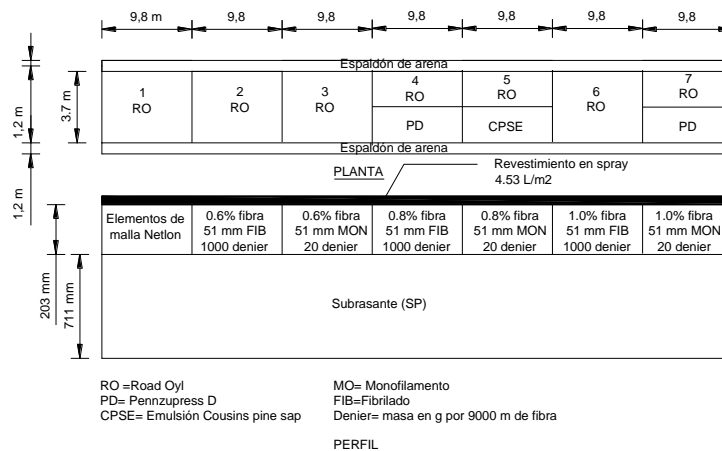 9,8 m 9,8 9,8 9,8 9,8 9,8 9,8
Espaldón de arena
1 2 3 4 5 6 7
RO RO RO RO RO RO RO
PD CPSE PD
Espaldón de arena
1,2 m
3.7 m
1,2 m
PLANTA
Revestimiento en spray
4.53 L/m2
Elementos de
malla Netlon
0.6% fibra
51 mm FIB
1000 denier
0.6% fibra
51 mm MON
20 denier
0.8% fibra
51 mm FIB
1000 denier
0.8% fibra
51 mm MON
20 denier
1.0% fibra
51 mm FIB
1000 denier
1.0% fibra
51 mm MON
20 denier
203 mm
711 mm
Subrasante (SP)
RO =Road Oyl
PD= Pennzupress D
CPSE= Emulsión Cousins pine sap
MO= Monofilamento
FIB=Fibrilado
Denier= masa en g por 9000 m de fibra
PERFIL